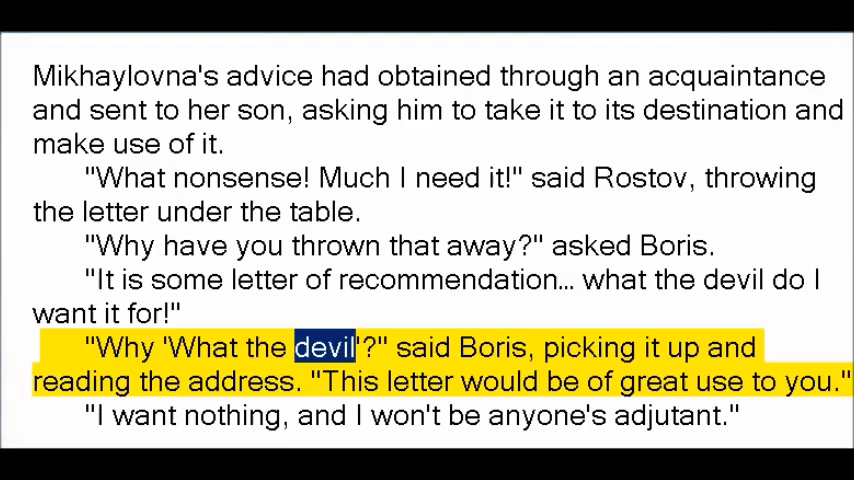 Mikhaylovna's advice had obtained through an acquaintance
and sent to her son, asking him to take it to its destination and
make use of it.
"What nonsense! Much I need it!" said Rostov, throwing
the letter under the table.
"Why have you thrown that away?" asked Boris.
"It is some letter of recommendation... what the devil do I
want it for!"
"Why 'What the devil'?" said Boris, picking it up and
reading the address. "This letter would be of great use to you."
"I want nothing, and I won't be anyone's adjutant."